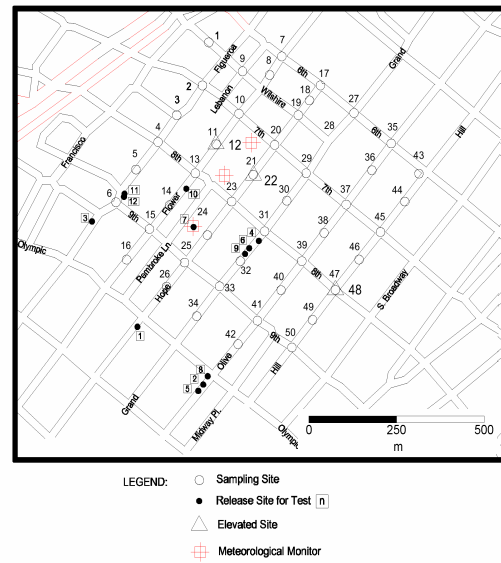 1
Figueroa
7
Grand
9
8
6th
17
2
Lebanon
Wilshire
18
Hill
3
10
19
27
28
4
11
12
7th
20
6th
35
Francisco
5
8th
13
21
22
29
36
43
6
11
12
9th
14
Flower
10
23
30
7th
37
44
3
15
7
24
31
38
45
Olympic
16
Pembroke Ln.
25
4
6
9
32
39
8th
46
26
Hope
33
40
47
48
S. Broadway
34
41
49
1
42
9th
50
Olive
Hill
8
2
5
Grand
Midway Pl.
Olympic
0 250 500
m
LEGEND:
Sampling Site
Release Site for Test n
Elevated Site
Meteorological Monitor